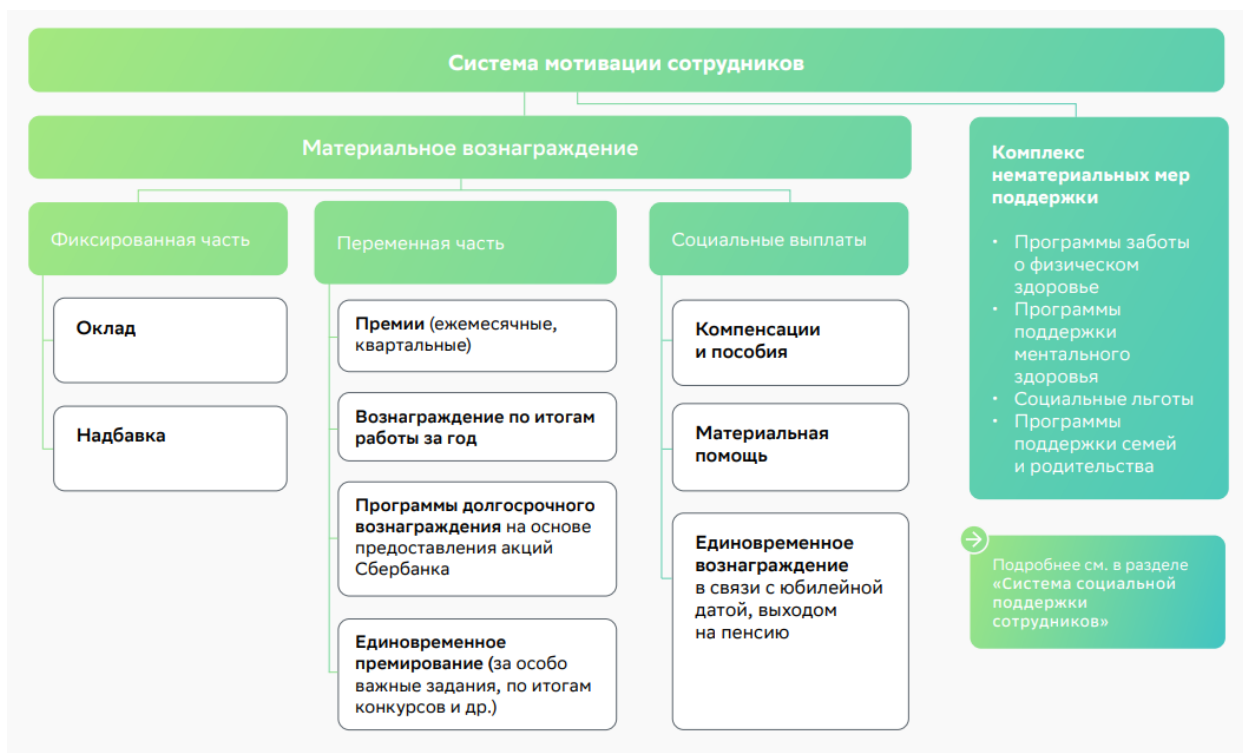 Система мотивации сотрудников
Материальное вознаграждение
Фиксированная часть
Оклад
Надбавка
Переменная часть
Премии (ежемесячные,
квартальные)
Вознаграждение по итогам
работы за год
Программы долгосрочного
вознаграждения на основе
предоставления акций
Сбербанка
Единовременное
премирование (за особо
важные задания, по итогам
конкурсов и др.)
Социальные выплаты
Компенсации
и пособия
Материальная
помощь
Единовременное
вознаграждение
в связи с юбилейной
датой, выходом
на пенсию
Комплекс
нематериальных мер
поддержки
• Программы заботы
о физическом
здоровье
• Программы
поддержки
ментального
здоровья
• Социальные льготы
• Программы
поддержки семей
и родительства
Подробнее см. в разделе
«Система социальной
поддержки
сотрудников»